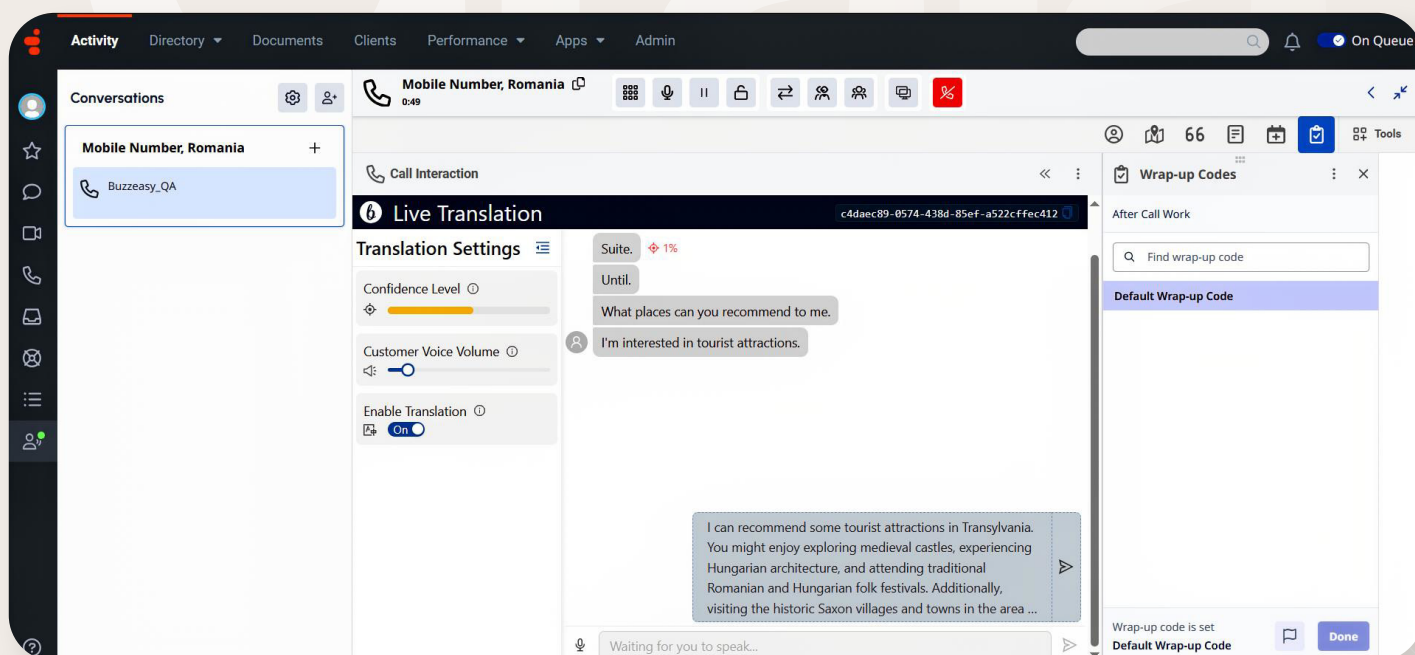 Activity
Directory
Documents
Clients
Performance
Apps
Admin
On Queue
Conversations
Mobile Number, Romania
0:49
Mobile Number, Romania
Buzzeasy_QA
66
Tools
Call Interaction
Wrap-up Codes
b Live Translation
c4daec89-0574-438d-85ef-a522cffec412
After Call Work
Translation Settings
Suite.
1%
Find wrap-up code
Until.
Confidence Level
Default Wrap-up Code
What places can you recommend to me.
I'm interested in tourist attractions.
Customer Voice Volume
Enable Translation
On
I can recommend some tourist attractions in Transylvania.
You might enjoy exploring medieval castles, experiencing
Hungarian architecture, and attending traditional
Romanian and Hungarian folk festivals. Additionally,
visiting the historic Saxon villages and towns in the area ...
Waiting for you to speak...
Wrap-up code is set
Default Wrap-up Code
Done